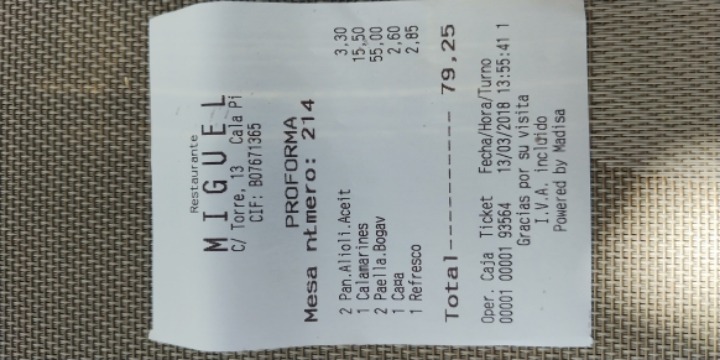 Restaurante
MIGUEL
C/ Torre, 13 Cala Pi
CIF: B07671365
PROFORMA
Mesa ntmero: 214
2 Pan.Alioli.Aceit 3,30
1 Calamarines 15,50
2 Paella.Bogav 55,00
1 Caяa 2,60
1 Refresco 2,85
Total----------- 79,25
Oper. Caja Ticket Fecha/Hora/Turno
00001 00001 93564 13/03/2018 13:55:41 1
Gracias por su visita
I.V.A. incltido
Powered by Madisa